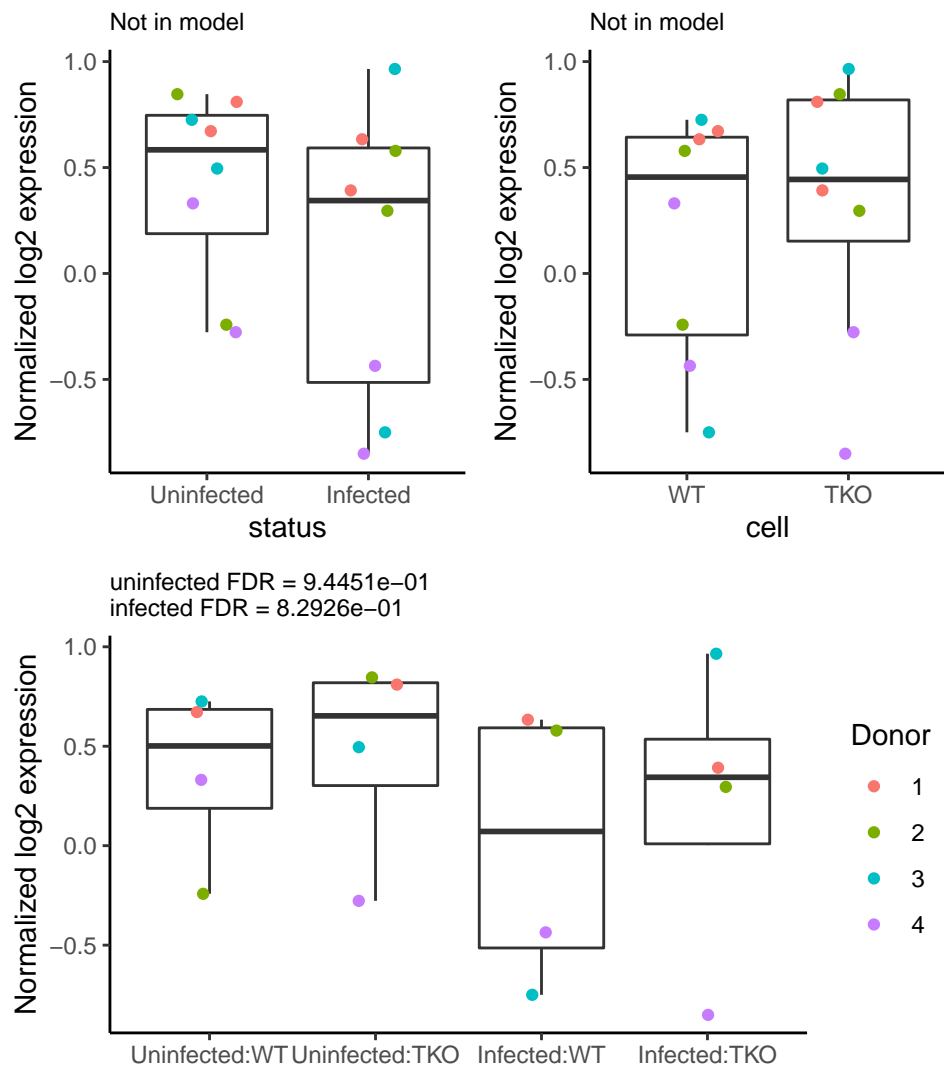 Not in model
Normalized log2 expression
1.0
0.5
0.0
−0.5
Uninfected Infected
status
Not in model
Normalized log2 expression
1.0
0.5
0.0
−0.5
WT TKO
cell
uninfected FDR = 9.4451e−01
infected FDR = 8.2926e−01
Normalized log2 expression
1.0
0.5
0.0
−0.5
Uninfected:WT Uninfected:TKO Infected:WT Infected:TKO
Donor
1
2
3
4